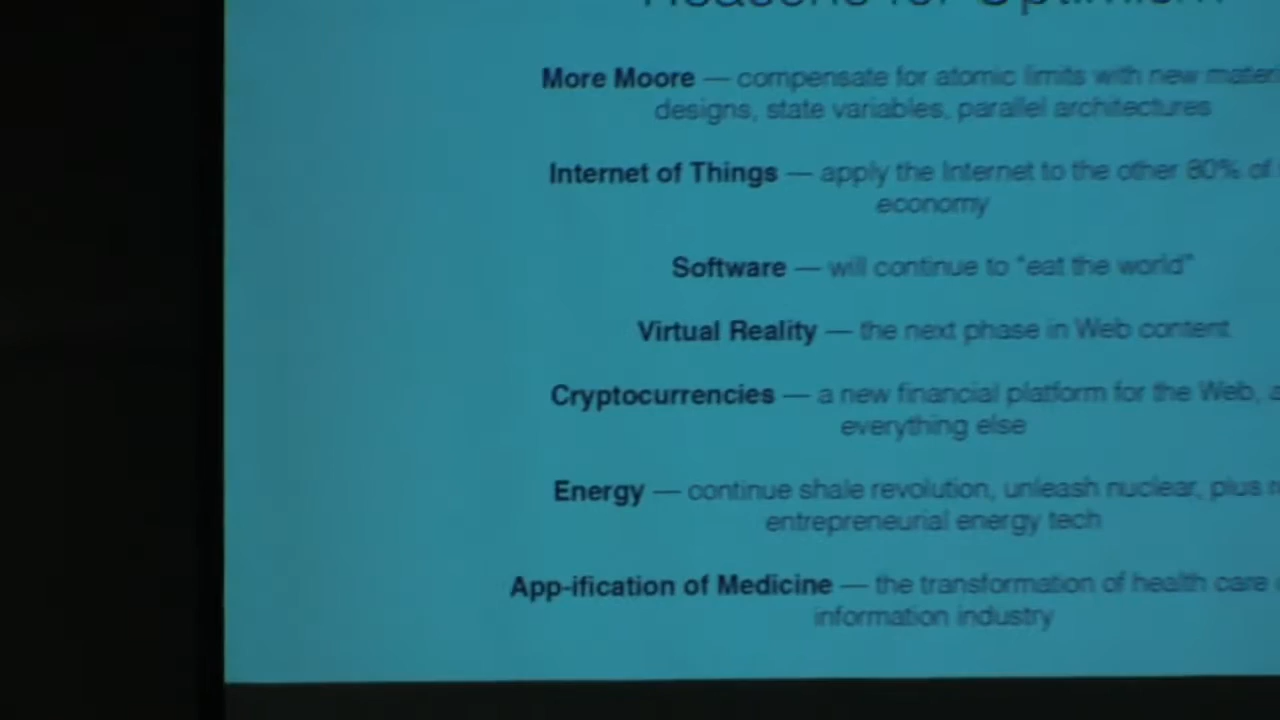 Reasons for Optimism
More Moore — compensate for atomic limits with new
designs, state variables, parallel architectures
Internet of Things — apply the Internet to the other 80% of
economy
Software — will continue to "eat the world"
Virtual Reality — the next phase in Web content
Cryptocurrencies — a new financial platform for the Web,
everything else
Energy — continue shale revolution, unleash nuclear, plus
entrepreneurial energy tech
App-ification of Medicine — the transformation of health care
information industry